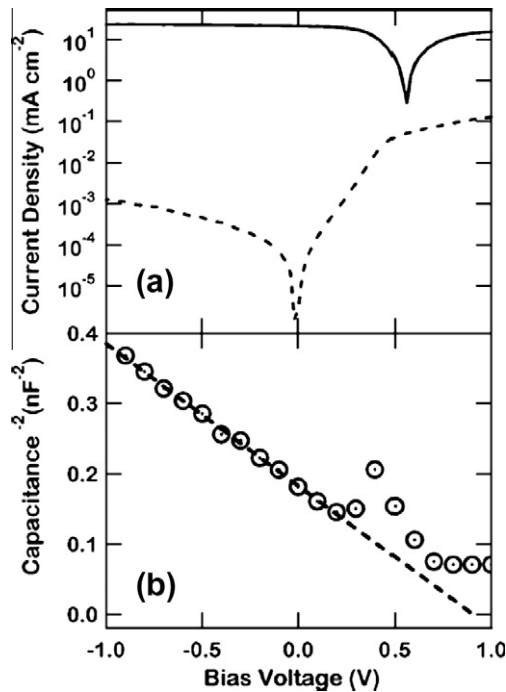 Current Density (mA cm⁻²)
10¹
10⁰
10⁻¹
10⁻²
10⁻³
10⁻⁴
10⁻⁵
(a)
Capacitance ⁻²(nF⁻²)
0.4
0.3
0.2
0.1
0.0
(b)
-1.0 -0.5 0.0 0.5 1.0
Bias Voltage (V)